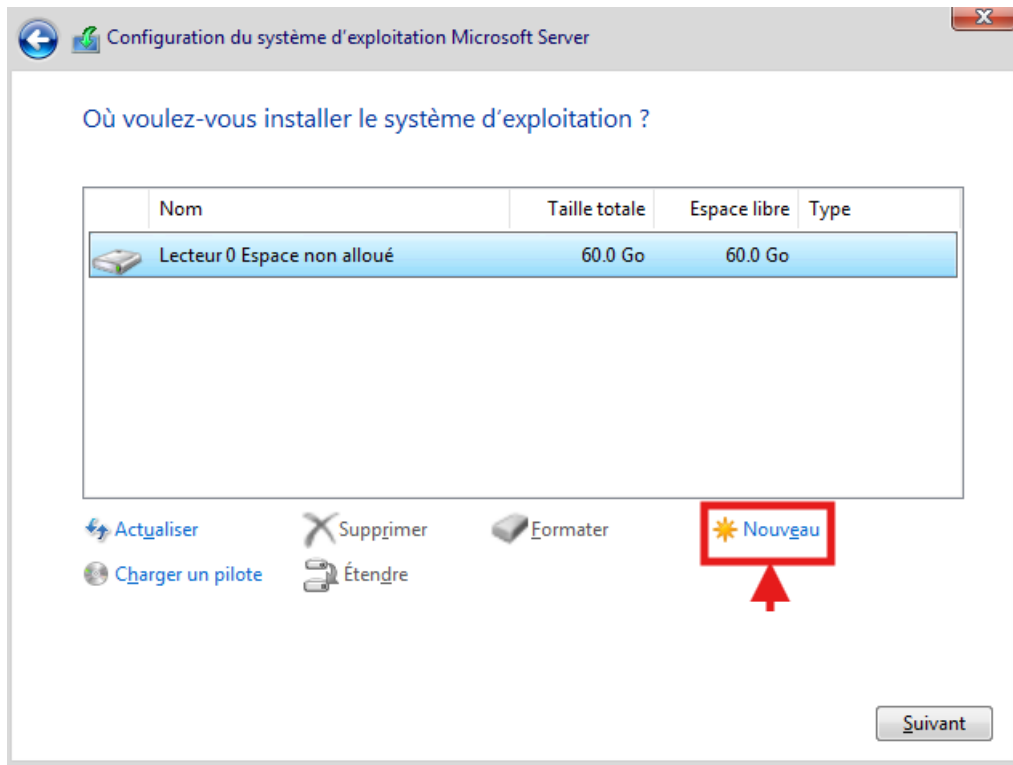 Configuration du système d'exploitation Microsoft Server
Où voulez-vous installer le système d'exploitation ?
Nom Taille totale Espace libre Type
Lecteur 0 Espace non alloué 60.0 Go 60.0 Go
Actualiser Supprimer Formater Nouveau
Charger un pilote Étendre
Suivant